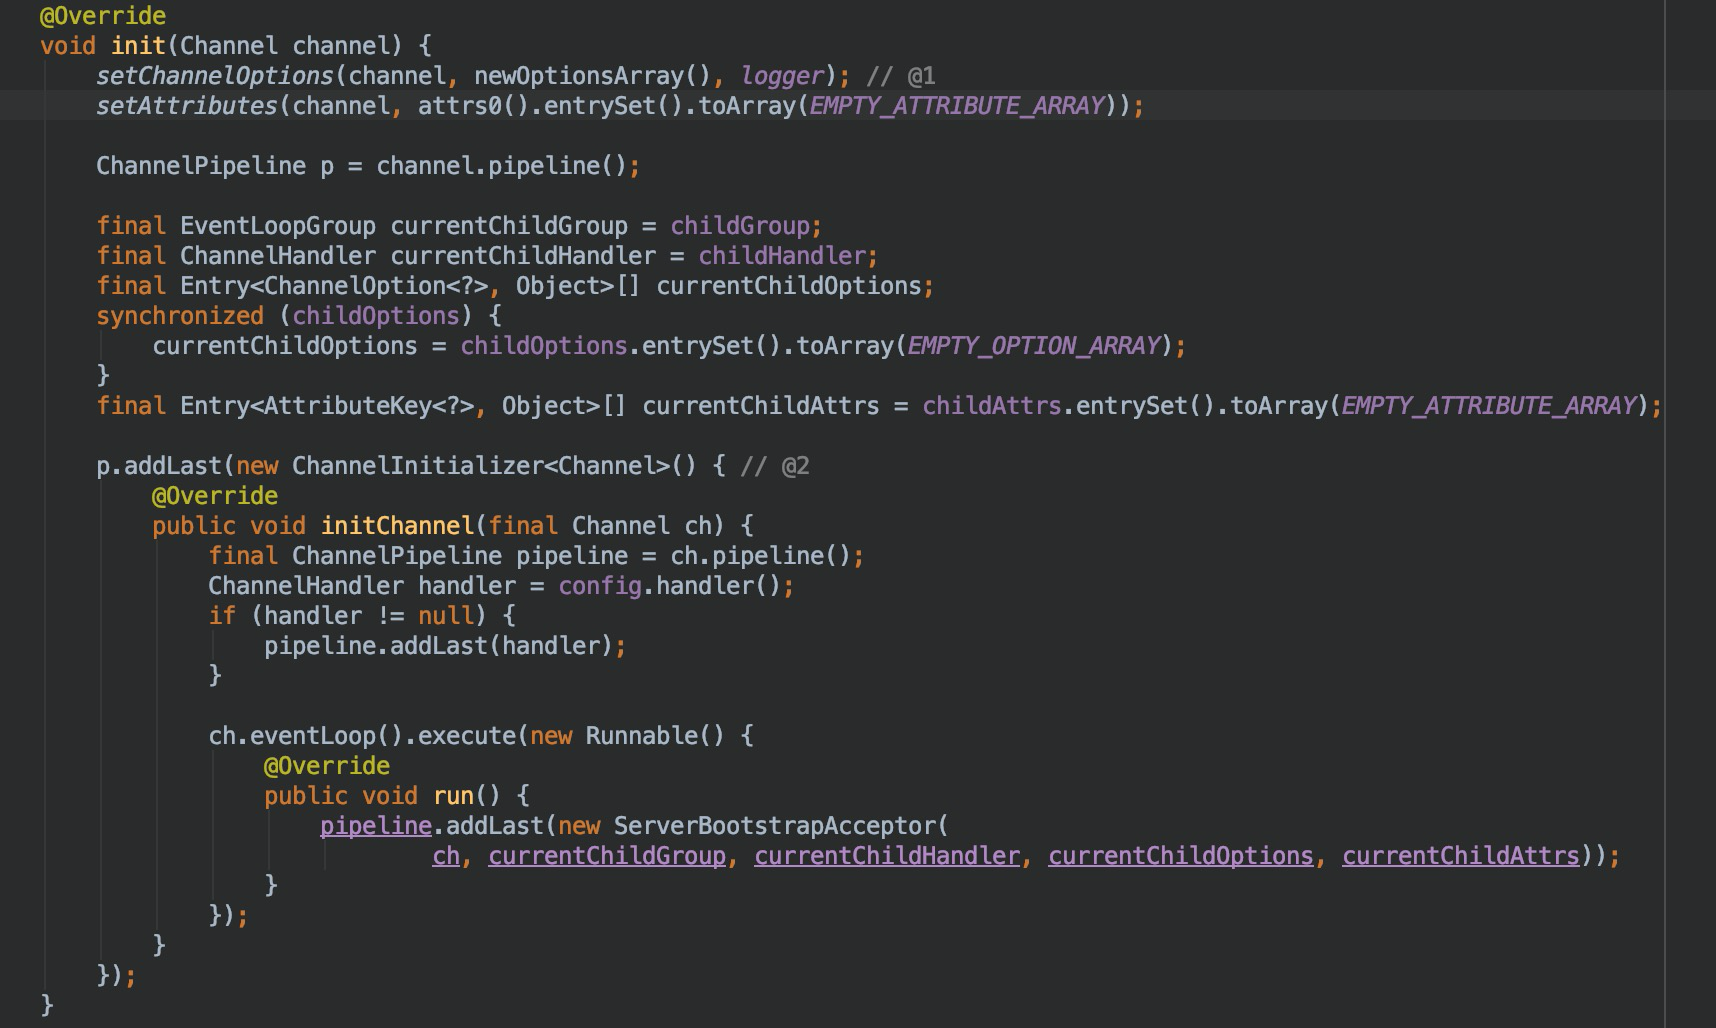 @Override
void init(Channel channel) {
setChannelOptions(channel, newOptionsArray(), logger); // @1
setAttributes(channel, attrs0().entrySet().toArray(EMPTY_ATTRIBUTE_ARRAY));
ChannelPipeline p = channel.pipeline();
final EventLoopGroup currentChildGroup = childGroup;
final ChannelHandler currentChildHandler = childHandler;
final Entry<ChannelOption<?>, Object>[] currentChildOptions;
synchronized (childOptions) {
currentChildOptions = childOptions.entrySet().toArray(EMPTY_OPTION_ARRAY);
}
final Entry<AttributeKey<?>, Object>[] currentChildAttrs = childAttrs.entrySet().toArray(EMPTY_ATTRIBUTE_ARRAY);
p.addLast(new ChannelInitializer<Channel>() { // @2
@Override
public void initChannel(final Channel ch) {
final ChannelPipeline pipeline = ch.pipeline();
ChannelHandler handler = config.handler();
if (handler != null) {
pipeline.addLast(handler);
}
ch.eventLoop().execute(new Runnable() {
@Override
public void run() {
pipeline.addLast(new ServerBootstrapAcceptor(
ch, currentChildGroup, currentChildHandler, currentChildOptions, currentChildAttrs));
}
});
}
});
}